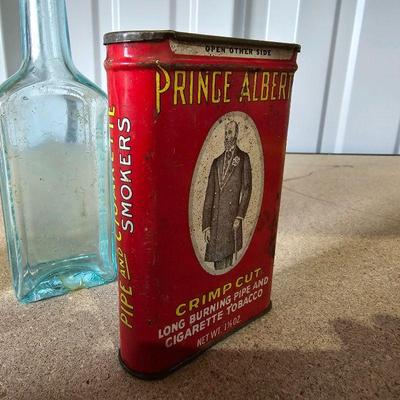 OPEN OTHER SIDE
PRINCE ALBERT
CRIMP CUT
LONG BURNING PIPE AND
CIGARETTE TOBACCO
NET WT. 1½ OZ.
PIPE AND CIGARETTE
SMOKERS